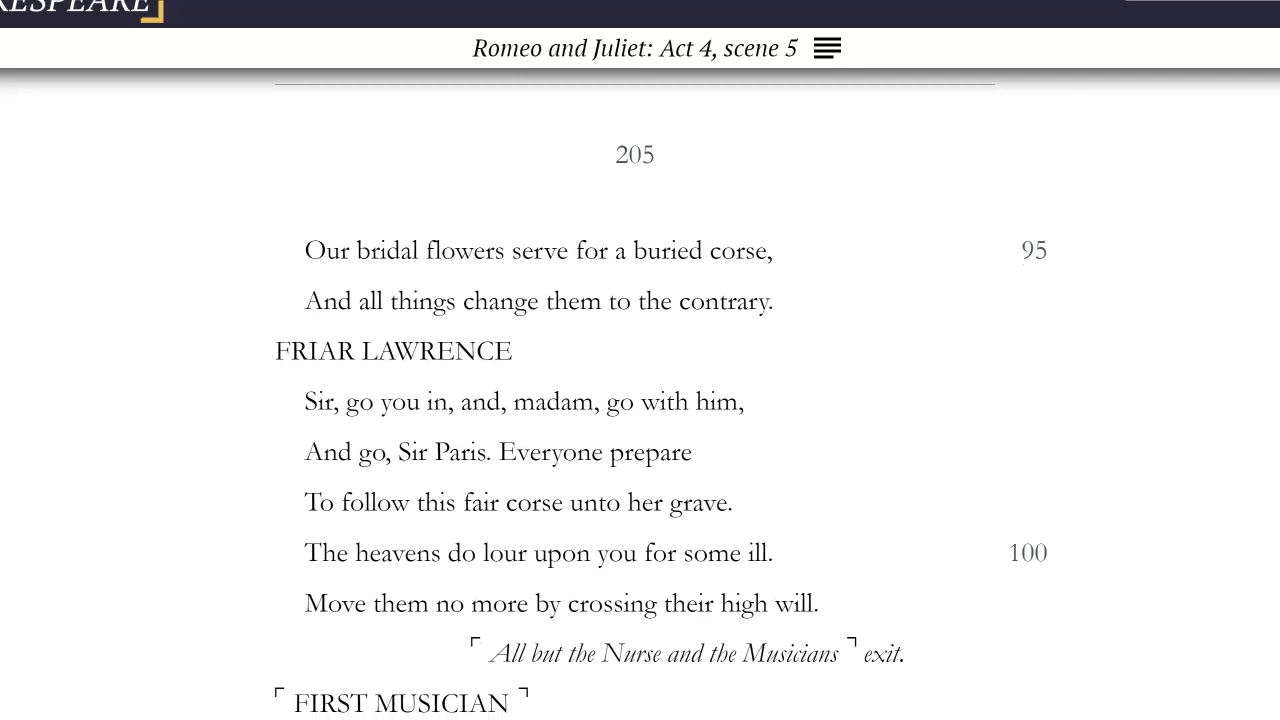 Romeo and Juliet: Act 4, scene 5
205
Our bridal flowers serve for a buried corse, 95
And all things change them to the contrary.
FRIAR LAWRENCE
Sir, go you in, and, madam, go with him,
And go, Sir Paris. Everyone prepare
To follow this fair corse unto her grave.
The heavens do lour upon you for some ill. 100
Move them no more by crossing their high will.
⌜All but the Nurse and the Musicians⌝ exit.
⌜FIRST MUSICIAN⌝